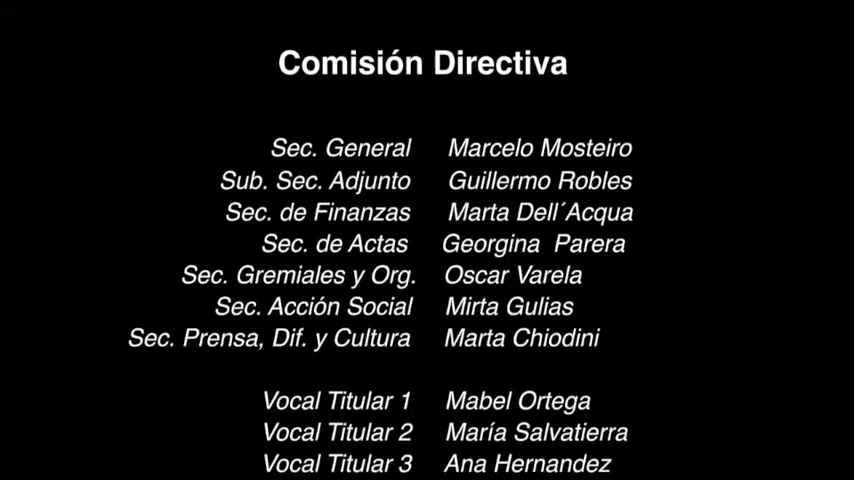 Comisión Directiva
Sec. General Marcelo Mosteiro
Sub. Sec. Adjunto Guillermo Robles
Sec. de Finanzas Marta Dell´Acqua
Sec. de Actas Georgina Parera
Sec. Gremiales y Org. Oscar Varela
Sec. Acción Social Mirta Gulias
Sec. Prensa, Dif. y Cultura Marta Chiodini
Vocal Titular 1 Mabel Ortega
Vocal Titular 2 María Salvatierra
Vocal Titular 3 Ana Hernandez